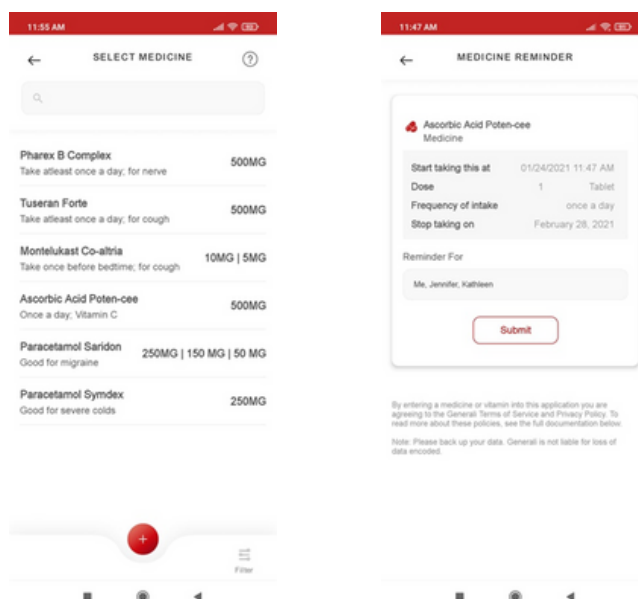 11:55 AM
SELECT MEDICINE
Pharex B Complex
500MG
Take atleast once a day; for nerve
Tuseran Forte
500MG
Take atleast once a day; for cough
Montelukast Co-altria
10MG | 5MG
Take once before bedtime; for cough
Ascorbic Acid Poten-cee
500MG
Once a day; Vitamin C
Paracetamol Saridon
250MG | 150 MG | 50 MG
Good for migraine
Paracetamol Symdex
250MG
Good for severe colds
Filter
11:47 AM
MEDICINE REMINDER
Ascorbic Acid Poten-cee
Medicine
Start taking this at 01/24/2021 11:47 AM
Dose 1 Tablet
Frequency of intake once a day
Stop taking on February 28, 2021
Reminder For
Me, Jennifer, Kathleen
Submit
By entering a medicine or vitamin into this application you are
agreeing to the Generali Terms of Service and Privacy Policy. To
read more about these policies, see the full documentation below.
Note: Please back up your data. Generali is not liable for loss of
data encoded.